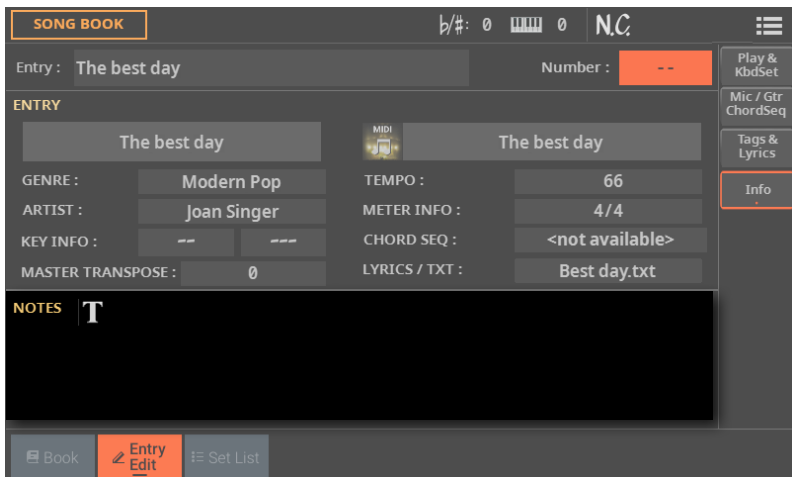 SONG BOOK
♭/#: 0 0 N.C.
Entry : The best day Number : --
Play & KbdSet
ENTRY
Mic / Gtr ChordSeq
The best day MIDI The best day
Tags & Lyrics
GENRE : Modern Pop TEMPO : 66
Info
ARTIST : Joan Singer METER INFO : 4/4
KEY INFO : -- --- CHORD SEQ : <not available>
MASTER TRANSPOSE : 0 LYRICS / TXT : Best day.txt
NOTES T
Book Entry Edit Set List